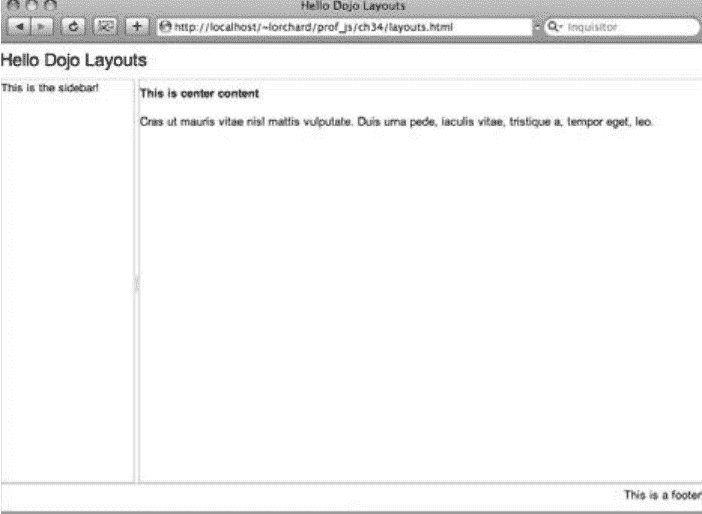 Hello Dojo Layouts
http://localhost/~lorchard/prof_js/ch34/layouts.html
Inquisitor
Hello Dojo Layouts
This is the sidebar!
This is center content
Cras ut mauris vitae nisl mattis vulputate. Duis urna pede, iaculis vitae, tristique a, tempor eget, leo.
This is a footer